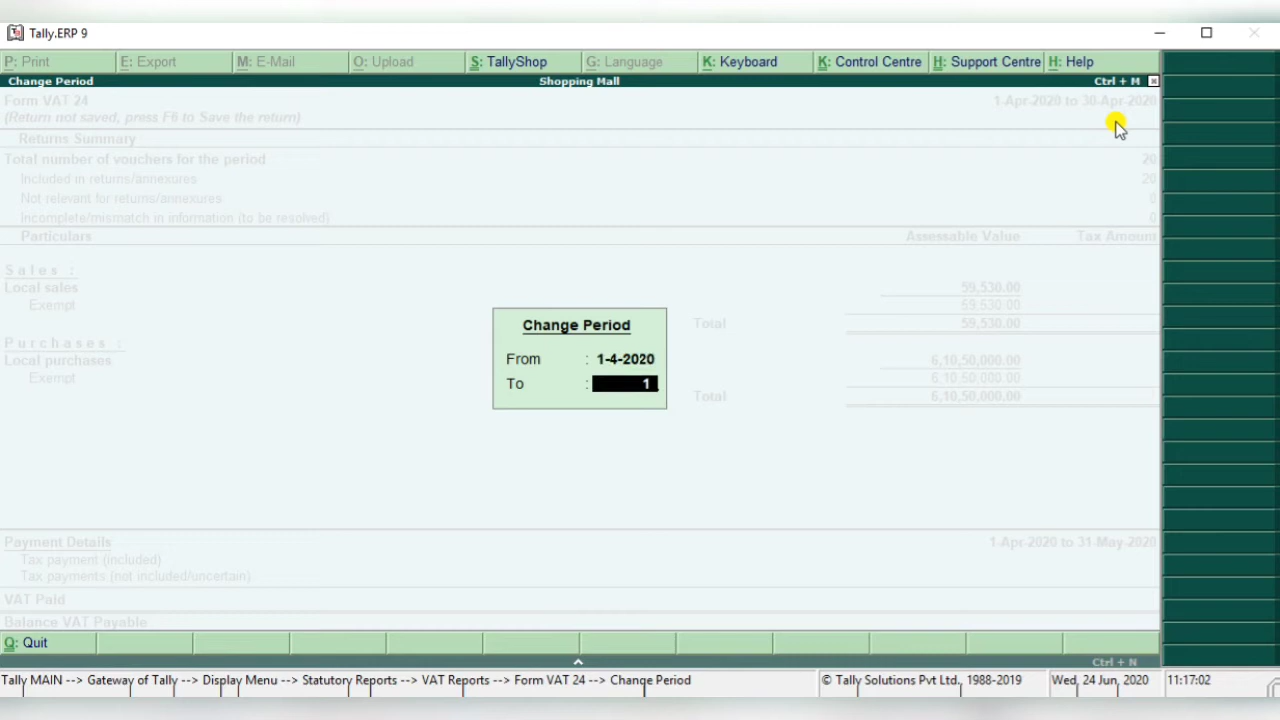 Tally.ERP 9
P: Print E: Export M: E-Mail O: Upload S: TallyShop G: Language K: Keyboard K: Control Centre H: Support Centre H: Help
Change Period Shopping Mall Ctrl + M
Form VAT 24 1-Apr-2020 to 30-Apr-2020
(Return not saved, press F6 to Save the return)
Returns Summary
Total number of vouchers for the period 20
Included in returns/annexures 20
Not relevant for returns/annexures 0
Incomplete/mismatch in information (to be resolved) 0
Particulars Assessable Value Tax Amount
Sales :
Local sales 59,530.00
Exempt 59,530.00
Total 59,530.00
Purchases :
Local purchases 6,10,50,000.00
Exempt 6,10,50,000.00
Total 6,10,50,000.00
Change Period
From : 1-4-2020
To : 1
Payment Details 1-Apr-2020 to 31-May-2020
Tax payment (included)
Tax payments (not included/uncertain)
VAT Paid
Balance VAT Payable
Q: Quit
Ctrl + N
Tally MAIN --> Gateway of Tally --> Display Menu --> Statutory Reports --> VAT Reports --> Form VAT 24 --> Change Period © Tally Solutions Pvt Ltd., 1988-2019 Wed, 24 Jun, 2020 11:17:02